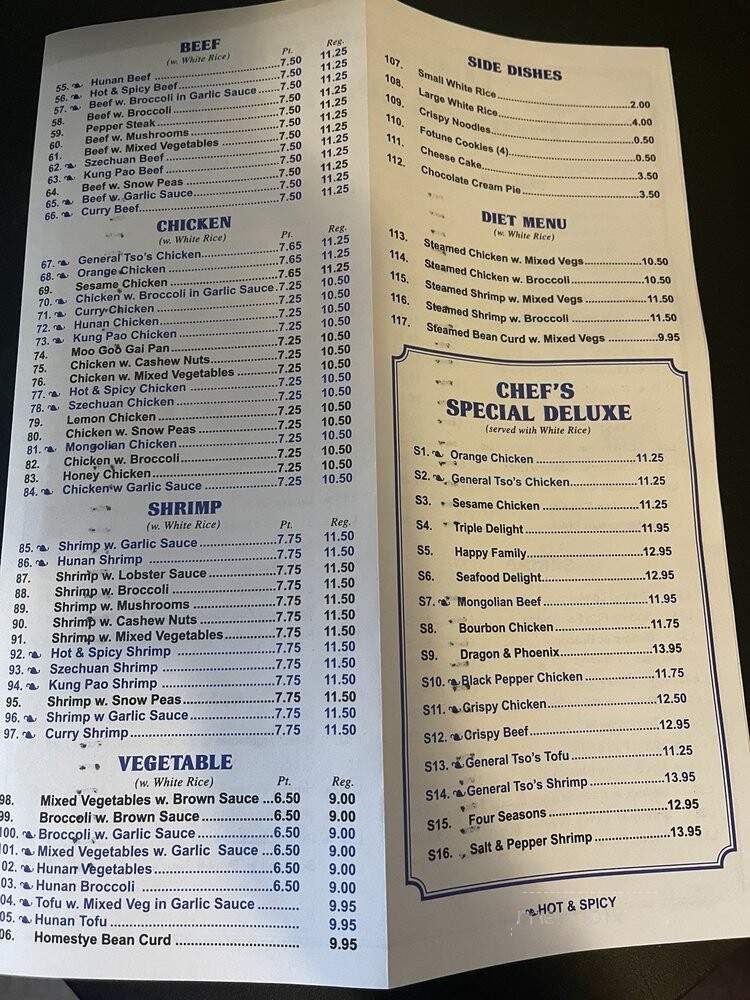 BEEF
(w. White Rice)
Pt. Reg.
55. Hunan Beef 7.50 11.25
56. Hot & Spicy Beef 7.50 11.25
57. Beef w. Broccoli in Garlic Sauce 7.50 11.25
58. Beef w. Broccoli 7.50 11.25
59. Pepper Steak 7.50 11.25
60. Beef w. Mushrooms 7.50 11.25
61. Beef w. Mixed Vegetables 7.50 11.25
62. Szechuan Beef 7.50 11.25
63. Kung Pao Beef 7.50 11.25
64. Beef w. Snow Peas 7.50 11.25
65. Beef w. Garlic Sauce 7.50 11.25
66. Curry Beef 7.50 11.25
CHICKEN
(w. White Rice)
Pt. Reg.
67. General Tso's Chicken 7.65 11.25
68. Orange Chicken 7.65 11.25
69. Sesame Chicken 7.65 11.25
70. Chicken w. Broccoli in Garlic Sauce 7.25 10.50
71. Curry Chicken 7.25 10.50
72. Hunan Chicken 7.25 10.50
73. Kung Pao Chicken 7.25 10.50
74. Moo Goo Gai Pan 7.25 10.50
75. Chicken w. Cashew Nuts 7.25 10.50
76. Chicken w. Mixed Vegetables 7.25 10.50
77. Hot & Spicy Chicken 7.25 10.50
78. Szechuan Chicken 7.25 10.50
79. Lemon Chicken 7.25 10.50
80. Chicken w. Snow Peas 7.25 10.50
81. Mongolian Chicken 7.25 10.50
82. Chicken w. Broccoli 7.25 10.50
83. Honey Chicken 7.25 10.50
84. Chicken w Garlic Sauce 7.25 10.50
SHRIMP
(w. White Rice)
Pt. Reg.
85. Shrimp w. Garlic Sauce 7.75 11.50
86. Hunan Shrimp 7.75 11.50
87. Shrimp w. Lobster Sauce 7.75 11.50
88. Shrimp w. Broccoli 7.75 11.50
89. Shrimp w. Mushrooms 7.75 11.50
90. Shrimp w. Cashew Nuts 7.75 11.50
91. Shrimp w. Mixed Vegetables 7.75 11.50
92. Hot & Spicy Shrimp 7.75 11.50
93. Szechuan Shrimp 7.75 11.50
94. Kung Pao Shrimp 7.75 11.50
95. Shrimp w. Snow Peas 7.75 11.50
96. Shrimp w Garlic Sauce 7.75 11.50
97. Curry Shrimp 7.75 11.50
VEGETABLE
(w. White Rice)
Pt. Reg.
98. Mixed Vegetables w. Brown Sauce 6.50 9.00
99. Broccoli w. Brown Sauce 6.50 9.00
100. Broccoli w. Garlic Sauce 6.50 9.00
101. Mixed Vegetables w. Garlic Sauce 6.50 9.00
02. Hunan Vegetables 6.50 9.00
03. Hunan Broccoli 6.50 9.00
04. Tofu w. Mixed Veg in Garlic Sauce 9.95
05. Hunan Tofu 9.95
06. Homestye Bean Curd 9.95
SIDE DISHES
107. Small White Rice 2.00
108. Large White Rice 4.00
109. Crispy Noodles 0.50
110. Fotune Cookies (4) 0.50
111. Cheese Cake 3.50
112. Chocolate Cream Pie 3.50
DIET MENU
(w. White Rice)
113. Steamed Chicken w. Mixed Vegs 10.50
114. Steamed Chicken w. Broccoli 10.50
115. Steamed Shrimp w. Mixed Vegs 11.50
116. Steamed Shrimp w. Broccoli 11.50
117. Steamed Bean Curd w. Mixed Vegs 9.95
CHEF'S
SPECIAL DELUXE
(served with White Rice)
S1. Orange Chicken 11.25
S2. General Tso's Chicken 11.25
S3. Sesame Chicken 11.25
S4. Triple Delight 11.95
S5. Happy Family 12.95
S6. Seafood Delight 12.95
S7. Mongolian Beef 11.95
S8. Bourbon Chicken 11.75
S9. Dragon & Phoenix 13.95
S10. Black Pepper Chicken 11.75
S11. Grispy Chicken 12.50
S12. Crispy Beef 12.95
S13. General Tso's Tofu 11.25
S14. General Tso's Shrimp 13.95
S15. Four Seasons 12.95
S16. Salt & Pepper Shrimp 13.95
HOT & SPICY